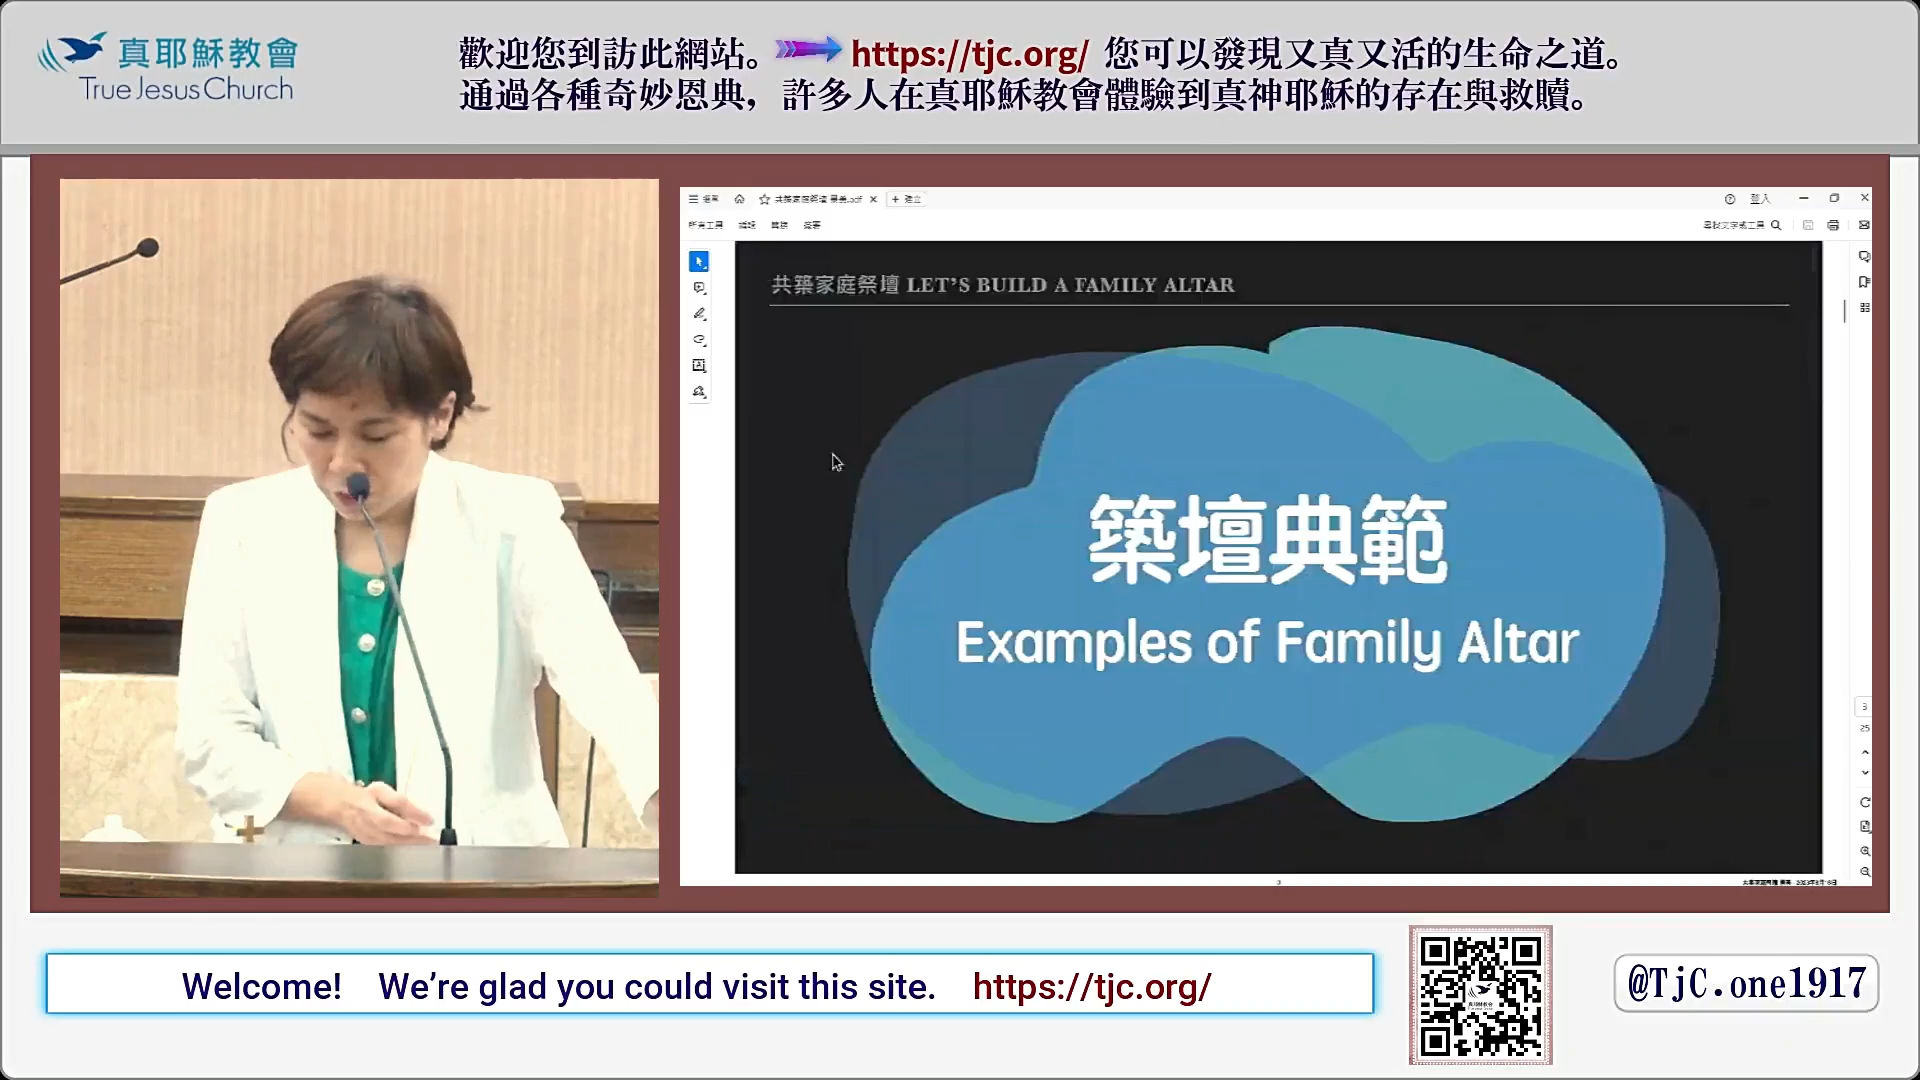 真耶穌教會
True Jesus Church
歡迎您到訪此網站。 https://tjc.org/ 您可以發現又真又活的生命之道。
通過各種奇妙恩典，許多人在真耶穌教會體驗到真神耶穌的存在與救贖。
登入
共築家庭祭壇 LET’S BUILD A FAMILY ALTAR
築壇典範
Examples of Family Altar
3
25
3
Welcome! We’re glad you could visit this site. https://tjc.org/
@TjC.one1917